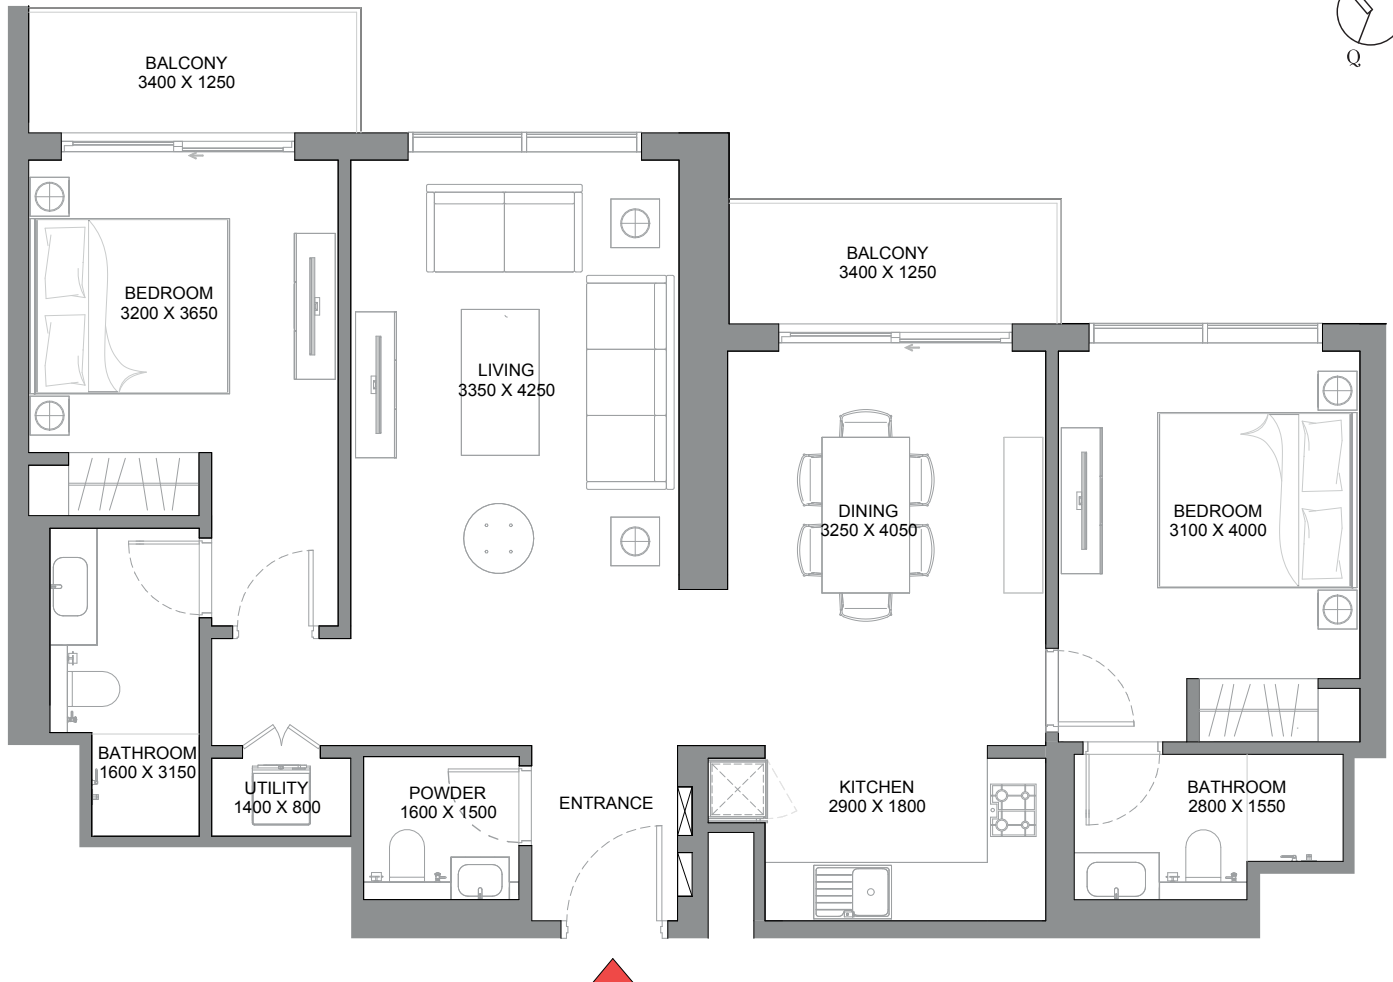 Q
BALCONY
3400 X 1250
BALCONY
3400 X 1250
BEDROOM
3200 X 3650
LIVING
3350 X 4250
DINING
3250 X 4050
BEDROOM
3100 X 4000
BATHROOM
1600 X 3150
UTILITY
1400 X 800
POWDER
1600 X 1500
ENTRANCE
KITCHEN
2900 X 1800
BATHROOM
2800 X 1550